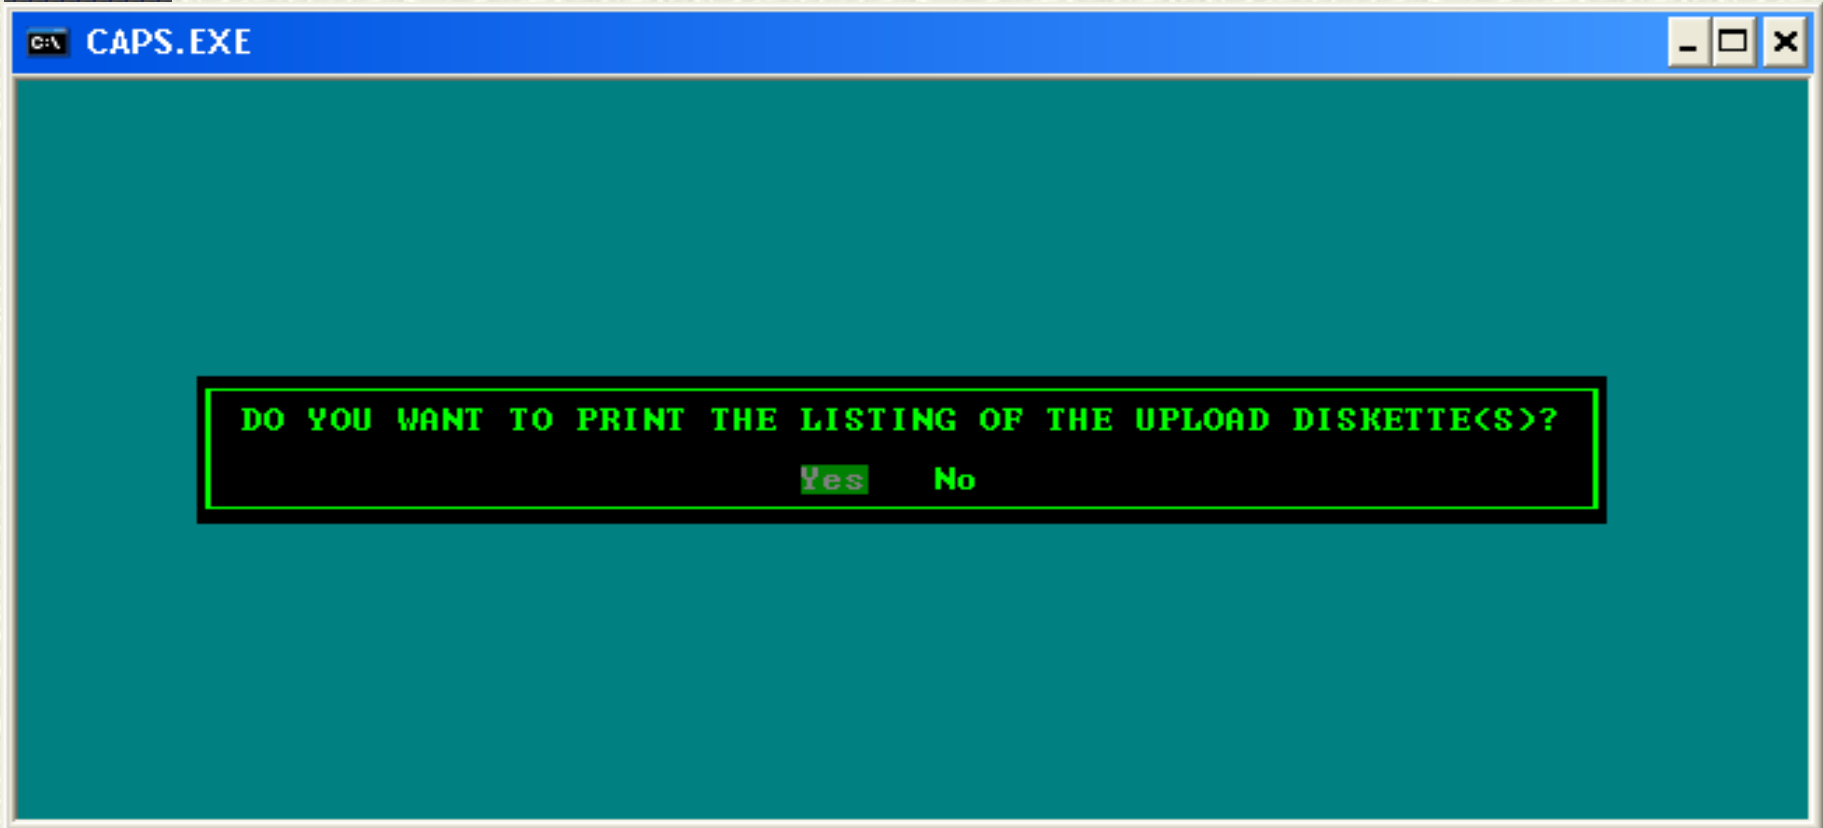 C:\ CAPS.EXE
DO YOU WANT TO PRINT THE LISTING OF THE UPLOAD DISKETTE(S)?
Yes No